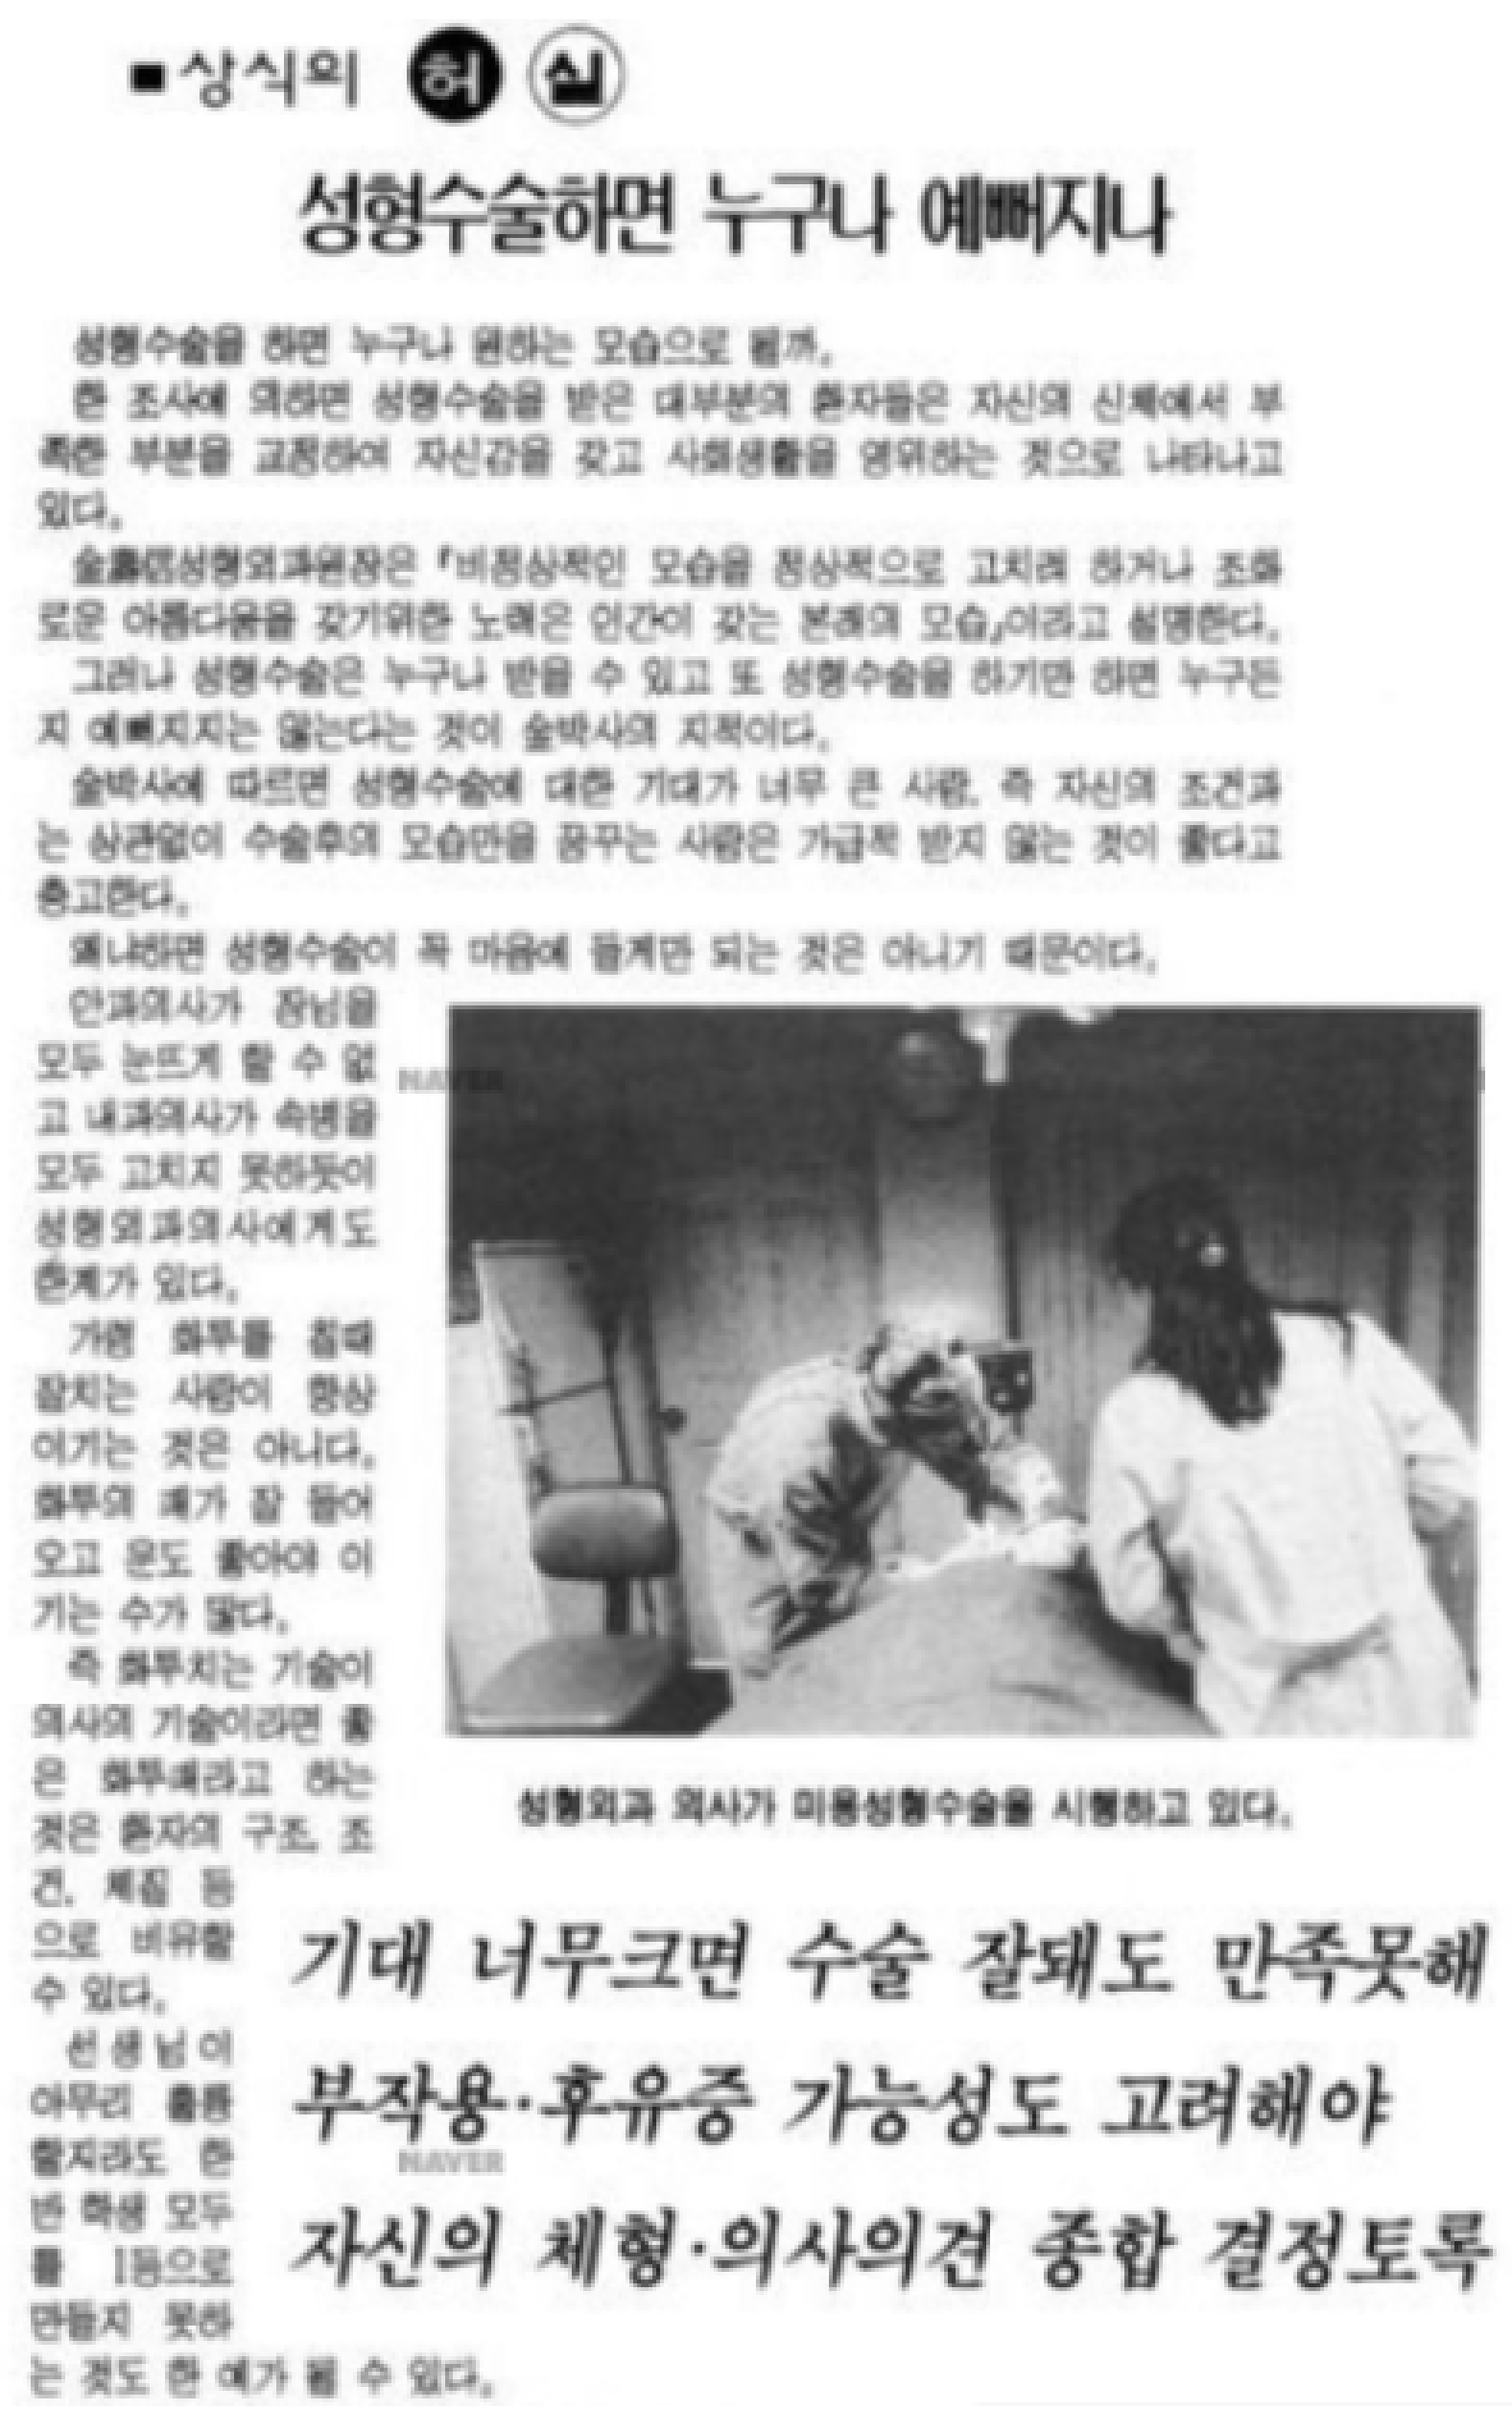 ■ 상식의 허 실
성형수술하면 누구나 예뻐지나
성형수술을 하면 누구나 원하는 모습으로 될까.
한 조사에 의하면 성형수술을 받은 대부분의 환자들은 자신의 신체에서 부
족한 부분을 교정하여 자신감을 갖고 사회생활을 영위하는 것으로 나타나고
있다.
성형외과원장은 「비정상적인 모습을 정상적으로 고치려 하거나 조화
로운 아름다움을 갖기위한 노력은 인간이 갖는 본래의 모습」이라고 설명한다.
그러나 성형수술은 누구나 받을 수 있고 또 성형수술을 하기만 하면 누구든
지 예뻐지지는 않는다는 것이 金박사의 지적이다.
金박사에 따르면 성형수술에 대한 기대가 너무 큰 사람, 즉 자신의 조건과
는 상관없이 수술후의 모습만을 꿈꾸는 사람은 가급적 받지 않는 것이 좋다고
충고한다.
왜냐하면 성형수술이 꼭 마음에 들게만 되는 것은 아니기 때문이다.
안과의사가 장님을
모두 눈뜨게 할 수 없
고 내과의사가 속병을
모두 고치지 못하듯이
성형외과의사에게도
한계가 있다.
가령 화투를 칠때
잘치는 사람이 항상
이기는 것은 아니다.
화투의 패가 잘 들어
오고 운도 좋아야 이
기는 수가 많다.
즉 화투치는 기술이
의사의 기술이라면 좋
은 화투패라고 하는
것은 환자의 구조, 조
건, 체질 등
으로 비유할
수 있다.
선생님이
아무리 훌륭
할지라도 한
반 학생 모두
를 1등으로
만들지 못하
는 것도 한 예가 될 수 있다.
NAVER
성형외과 의사가 미용성형수술을 시행하고 있다.
기대 너무크면 수술 잘돼도 만족못해
부작용·후유증 가능성도 고려해야
NAVER
자신의 체형·의사의견 종합 결정토록